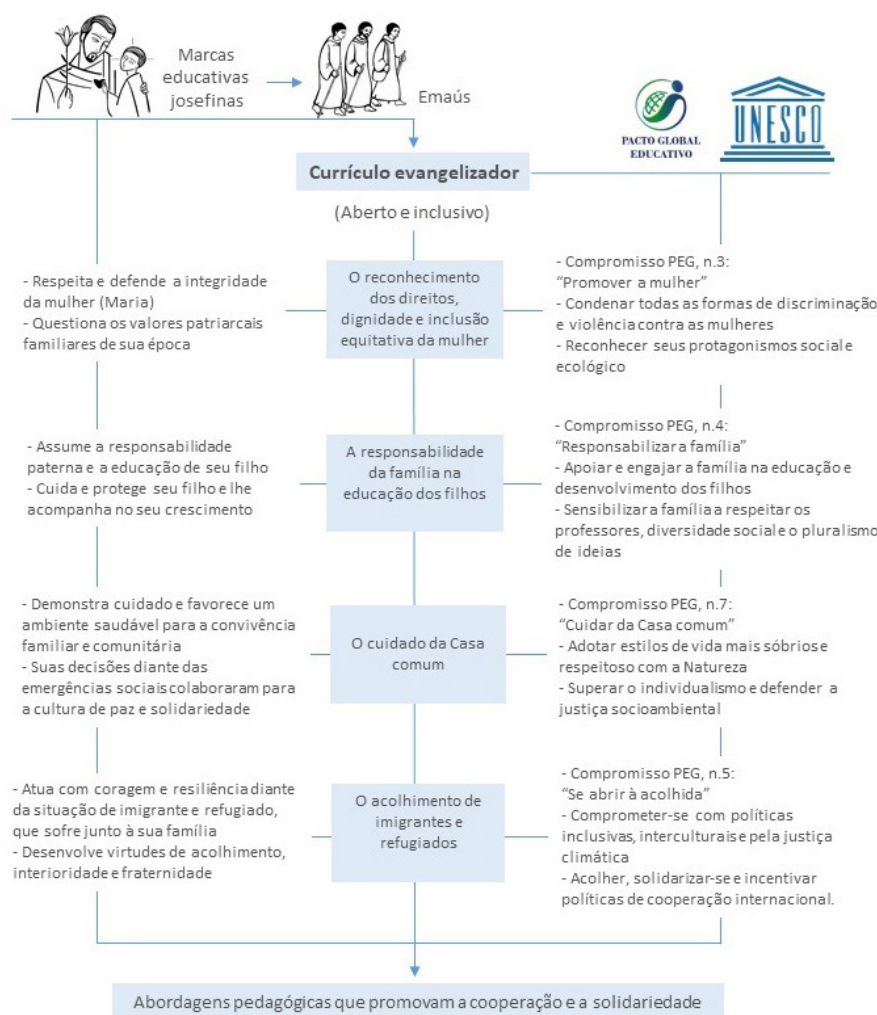 Marcas
educativas
josefinas
Emaús
PACTO GLOBAL
EDUCATIVO
UNESCO
Currículo evangelizador
(Aberto e inclusivo)
- Respeita e defende a integridade
da mulher (Maria)
- Questiona os valores patriarcais
familiares de sua época
O reconhecimento
dos direitos,
dignidade e inclusão
equitativa da mulher
- Compromisso PEG, n.3:
“Promover a mulher”
- Condenar todas as formas de discriminação
e violência contra as mulheres
- Reconhecer seus protagonismos social e
ecológico
- Assume a responsabilidade
paterna e a educação de seu filho
- Cuida e protege seu filho e lhe
acompanha no seu crescimento
A responsabilidade
da família na
educação dos filhos
- Compromisso PEG, n.4:
“Responsabilizar a família”
- Apoiar e engajar a família na educação e
desenvolvimento dos filhos
- Sensibilizar a família a respeitar os
professores, diversidade social e o pluralismo
de ideias
- Demonstra cuidado e favorece um
ambiente saudável para a convivência
familiar e comunitária
- Suas decisões diante das
emergências sociais colaboraram para
a cultura de paz e solidariedade
O cuidado da Casa
comum
- Compromisso PEG, n.7:
“Cuidar da Casa comum”
- Adotar estilos de vida mais sóbrios e
respeitoso com a Natureza
- Superar o individualismo e defender a
justiça socioambiental
- Atua com coragem e resiliência diante
da situação de imigrante e refugiado,
que sofre junto à sua família
- Desenvolve virtudes de acolhimento,
interioridade e fraternidade
O acolhimento de
imigrantes e
refugiados
- Compromisso PEG, n.5:
“Se abrir à acolhida”
- Comprometer-se com políticas
inclusivas, interculturais e pela justiça
climática
- Acolher, solidarizar-se e incentivar
políticas de cooperação internacional.
Abordagens pedagógicas que promovam a cooperação e a solidariedade